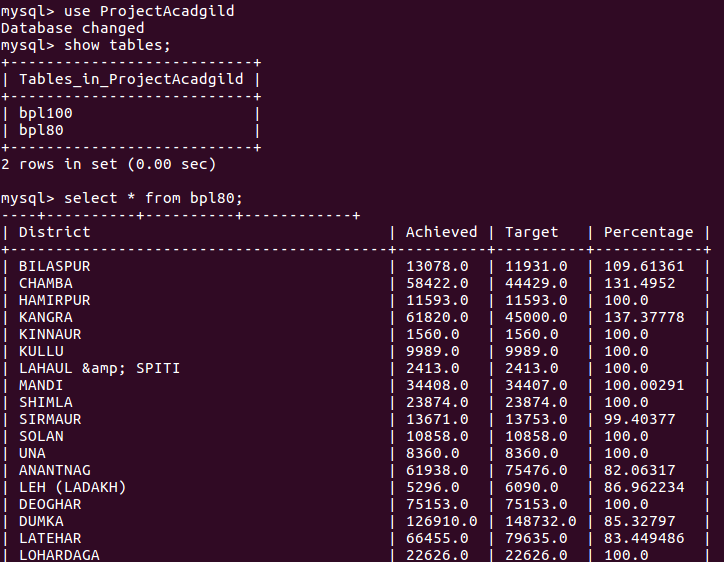 mysql> use ProjectAcadgild
Database changed
mysql> show tables;
+---------------------------+
| Tables_in_ProjectAcadgild |
+---------------------------+
| bpl100                    |
| bpl80                     |
+---------------------------+
2 rows in set (0.00 sec)

mysql> select * from bpl80;
----+----------+----------+------------+
| District                                 | Achieved | Target   | Percentage |
+------------------------------------------+----------+----------+------------+
| BILASPUR                                 | 13078.0  | 11931.0  | 109.61361  |
| CHAMBA                                   | 58422.0  | 44429.0  | 131.4952   |
| HAMIRPUR                                 | 11593.0  | 11593.0  | 100.0      |
| KANGRA                                   | 61820.0  | 45000.0  | 137.37778  |
| KINNAUR                                  | 1560.0   | 1560.0   | 100.0      |
| KULLU                                    | 9989.0   | 9989.0   | 100.0      |
| LAHAUL &amp; SPITI                       | 2413.0   | 2413.0   | 100.0      |
| MANDI                                    | 34408.0  | 34407.0  | 100.00291  |
| SHIMLA                                   | 23874.0  | 23874.0  | 100.0      |
| SIRMAUR                                  | 13671.0  | 13753.0  | 99.40377   |
| SOLAN                                    | 10858.0  | 10858.0  | 100.0      |
| UNA                                      | 8360.0   | 8360.0   | 100.0      |
| ANANTNAG                                 | 61938.0  | 75476.0  | 82.06317   |
| LEH (LADAKH)                             | 5296.0   | 6090.0   | 86.962234  |
| DEOGHAR                                  | 75153.0  | 75153.0  | 100.0      |
| DUMKA                                    | 126910.0 | 148732.0 | 85.32797   |
| LATEHAR                                  | 66455.0  | 79635.0  | 83.449486  |
| LOHARDAGA                                | 22626.0  | 22626.0  | 100.0      |